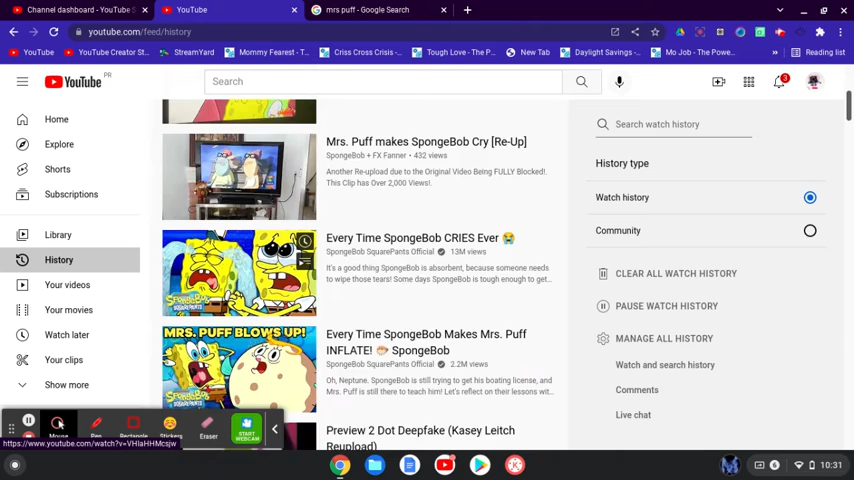 Channel dashboard - YouTube S
YouTube
mrs puff - Google Search
youtube.com/feed/history
YouTube
YouTube Creator St...
StreamYard
Mommy Fearest - T...
Criss Cross Crisis -...
Tough Love - The P...
New Tab
Daylight Savings -...
Mo Job - The Powe...
Reading list
YouTube PR
Search
3
Home
Explore
Shorts
Subscriptions
Library
History
Your videos
Your movies
Watch later
Your clips
Show more
Mrs. Puff makes SpongeBob Cry [Re-Up]
SpongeBob + FX Fanner • 432 views
Another Re-upload due to the Original Video Being FULLY Blocked!
This Clip has Over 2,000 Views!.
Every Time SpongeBob CRIES Ever 😭
SpongeBob SquarePants Official 13M views
It's a good thing SpongeBob is absorbent, because someone needs
to wipe those tears! Some days SpongeBob is tough enough to get...
MRS. PUFF BLOWS UP!
Every Time SpongeBob Makes Mrs. Puff
INFLATE! 🐡 SpongeBob
SpongeBob SquarePants Official 2.2M views
Oh, Neptune. SpongeBob is still trying to get his boating license, and
Mrs. Puff is still there to teach him! Let's reflect on their lessons wit...
Preview 2 Dot Deepfake (Kasey Leitch
Reupload)
Search watch history
History type
Watch history
Community
CLEAR ALL WATCH HISTORY
PAUSE WATCH HISTORY
MANAGE ALL HISTORY
Watch and search history
Comments
Live chat
Mouse
Pen
Rectangle
Stickers
Eraser
START
WEBCAM
https://www.youtube.com/watch?v=VHIaHHMcsjw
6
10:31